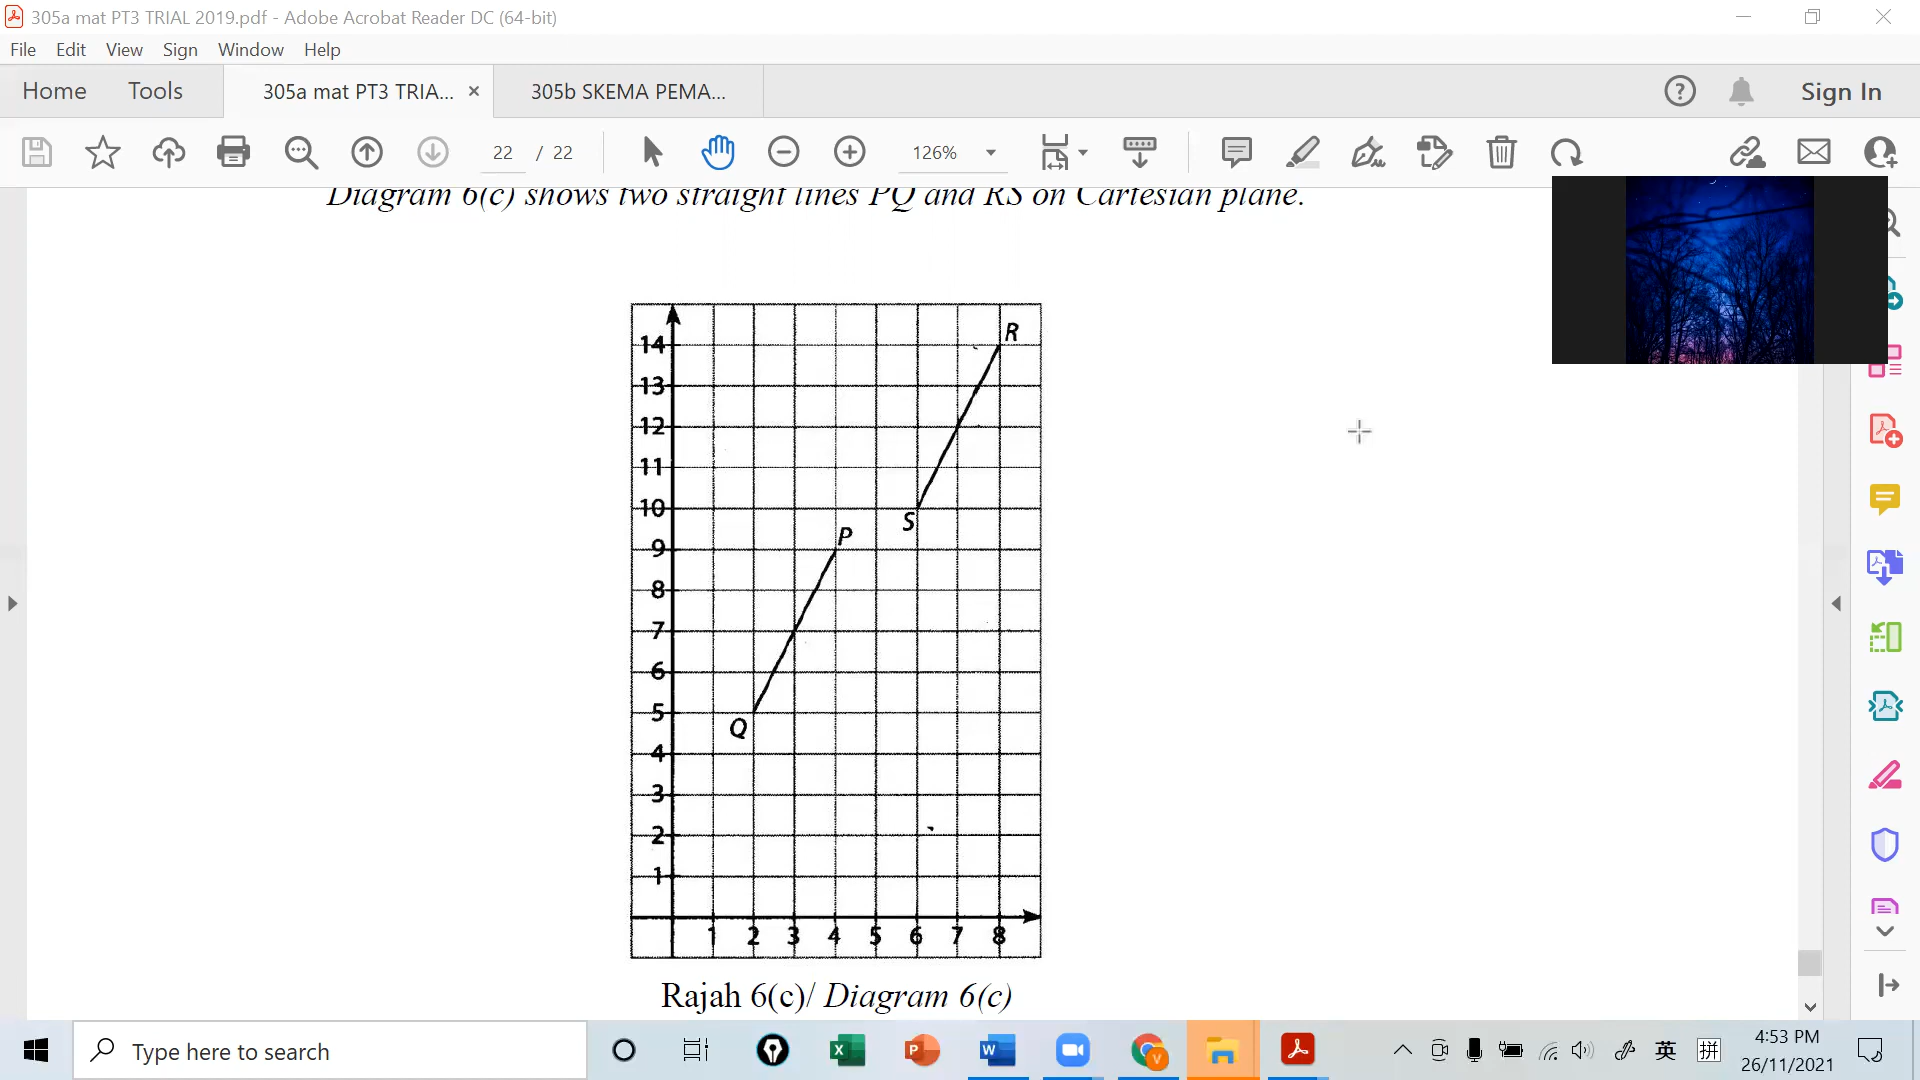 305a mat PT3 TRIAL 2019.pdf - Adobe Acrobat Reader DC (64-bit)
File Edit View Sign Window Help
Home Tools 305a mat PT3 TRIA... × 305b SKEMA PEMA... ? Sign In
22 / 22 126%
Diagram 6(c) shows two straight lines PQ and RS on Cartesian plane.
R
14
13
12
11
10
S
P
9
8
7
6
5
Q
4
3
2
1
1 2 3 4 5 6 7 8
Rajah 6(c)/ Diagram 6(c)
Type here to search
X P W V 英 拼
4:53 PM
26/11/2021